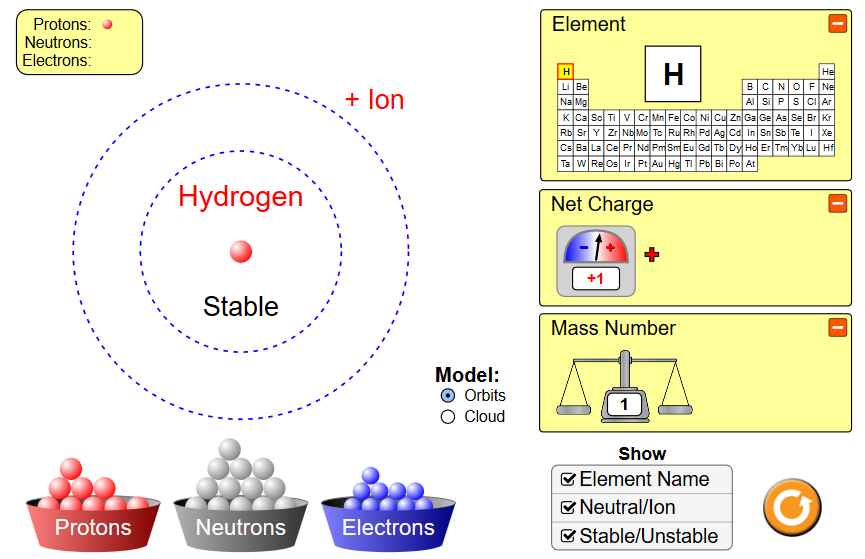 Protons:
Neutrons:
Electrons:
+ Ion
Hydrogen
Stable
Model:
Orbits
Cloud
Protons
Neutrons
Electrons
Element
H
H He
Li Be B C N O F Ne
Na Mg Al Si P S Cl Ar
K Ca Sc Ti V Cr Mn Fe Co Ni Cu Zn Ga Ge As Se Br Kr
Rb Sr Y Zr Nb Mo Tc Ru Rh Pd Ag Cd In Sn Sb Te I Xe
Cs Ba La Ce Pr Nd Pm Sm Eu Gd Tb Dy Ho Er Tm Yb Lu Hf
Ta W Re Os Ir Pt Au Hg Tl Pb Bi Po At
Net Charge
- +
+1
+
Mass Number
1
Show
Element Name
Neutral/Ion
Stable/Unstable